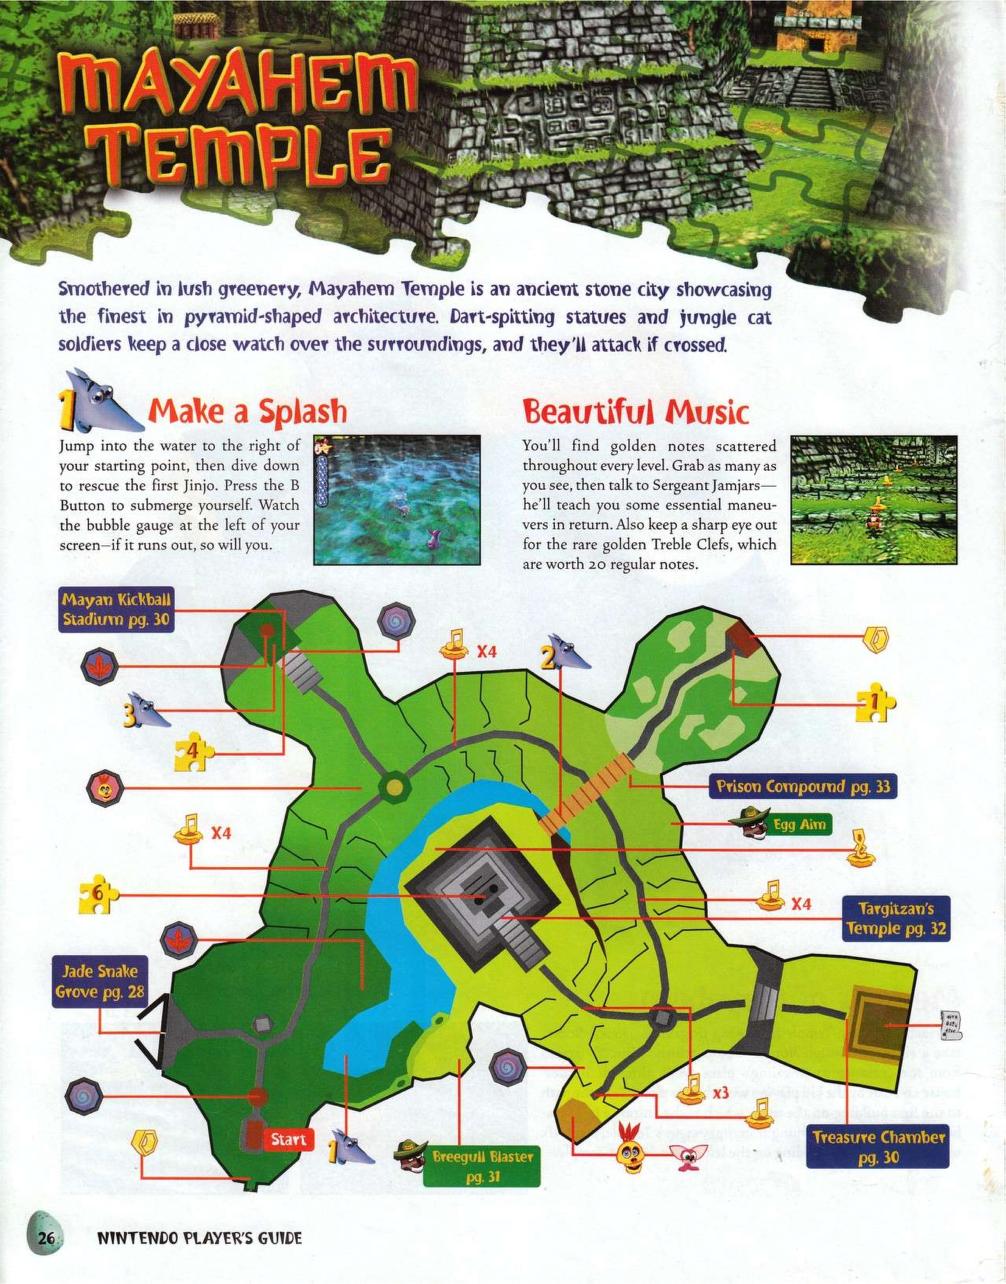 MAYAHEM
TEMPLE
Smothered in lush greenery, Mayahem Temple is an ancient stone city showcasing
the finest in pyramid-shaped architecture. Dart-spitting statues and jungle cat
soldiers keep a close watch over the surroundings, and they'll attack if crossed.
1
Make a Splash
Jump into the water to the right of
your starting point, then dive down
to rescue the first Jinjo. Press the B
Button to submerge yourself. Watch
the bubble gauge at the left of your
screen—if it runs out, so will you.
Beautiful Music
You'll find golden notes scattered
throughout every level. Grab as many as
you see, then talk to Sergeant Jamjars—
he'll teach you some essential maneu-
vers in return. Also keep a sharp eye out
for the rare golden Treble Clefs, which
are worth 20 regular notes.
Mayan Kickball
Stadium pg. 30
X4
2
3
1
4
Prison Compound pg. 33
Egg Aim
X4
6
X4
Targitzan's
Temple pg. 32
Jade Snake
Grove pg. 28
x3
Start
1
Breegull Blaster
pg. 31
Treasure Chamber
pg. 30
26
NINTENDO PLAYER'S GUIDE